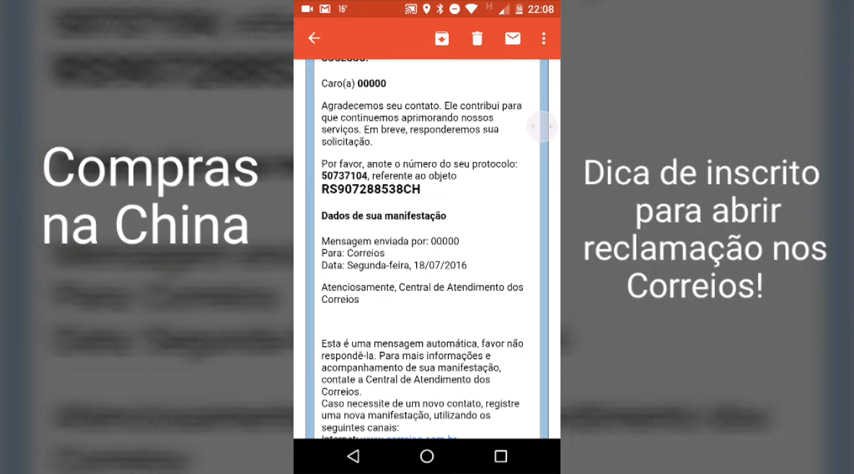 Compras
na China
16°
H
22:08
Caro(a) 00000
Agradecemos seu contato. Ele contribui para
que continuemos aprimorando nossos
serviços. Em breve, responderemos sua
solicitação.
Por favor, anote o número do seu protocolo:
50737104, referente ao objeto
RS907288538CH
Dados de sua manifestação
Mensagem enviada por: 00000
Para: Correios
Data: Segunda-feira, 18/07/2016
Atenciosamente, Central de Atendimento dos
Correios
Esta é uma mensagem automática, favor não
respondê-la. Para mais informações e
acompanhamento de sua manifestação,
contate a Central de Atendimento dos
Correios.
Caso necessite de um novo contato, registre
uma nova manifestação, utilizando os
seguintes canais:
Internet: www.correios.com.br
Dica de inscrito
para abrir
reclamação nos
Correios!